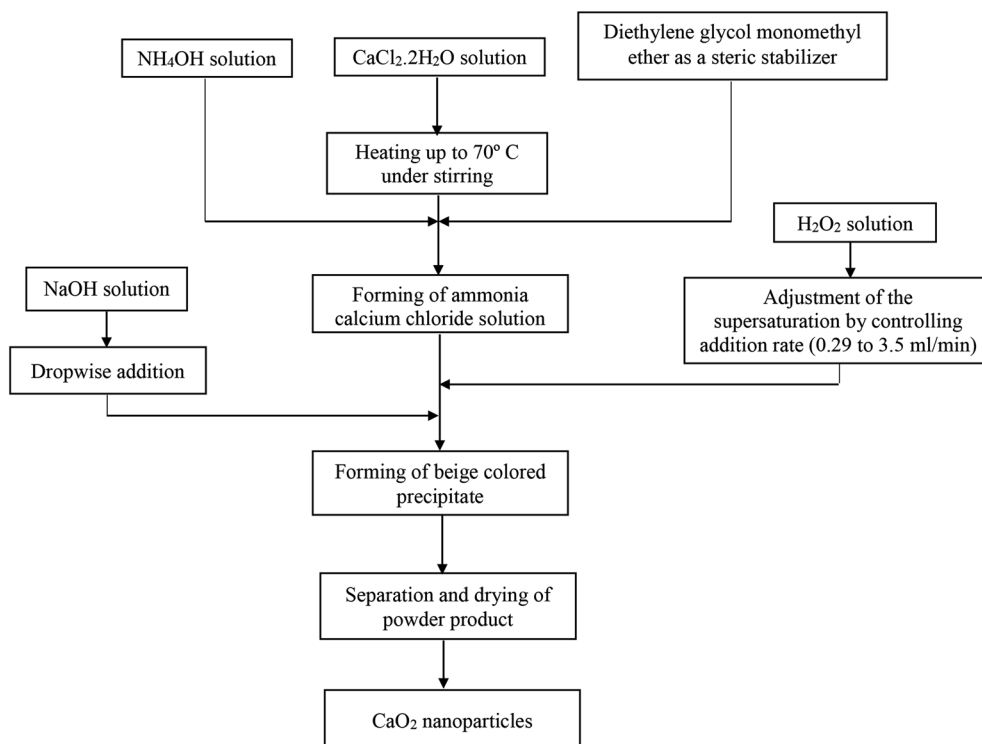 NH₄OH solution
CaCl₂.2H₂O solution
Diethylene glycol monomethyl
ether as a steric stabilizer
Heating up to 70º C
under stirring
H₂O₂ solution
NaOH solution
Forming of ammonia
calcium chloride solution
Adjustment of the
supersaturation by controlling
addition rate (0.29 to 3.5 ml/min)
Dropwise addition
Forming of beige colored
precipitate
Separation and drying of
powder product
CaO₂ nanoparticles